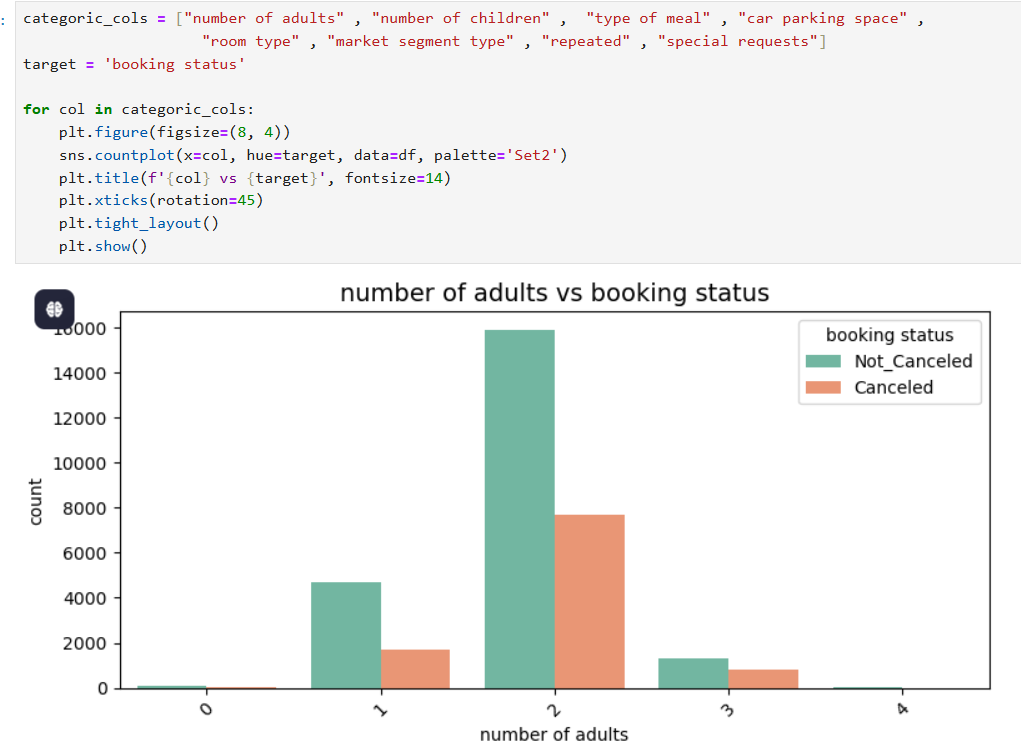 :
categoric_cols = ["number of adults" , "number of children" ,  "type of meal" , "car parking space" ,
                    "room type" , "market segment type" , "repeated" , "special requests"]
target = 'booking status'
for col in categoric_cols:
    plt.figure(figsize=(8, 4))
    sns.countplot(x=col, hue=target, data=df, palette='Set2')
    plt.title(f'{col} vs {target}', fontsize=14)
    plt.xticks(rotation=45)
    plt.tight_layout()
    plt.show()
number of adults vs booking status
booking status
Not_Canceled
Canceled
16000
14000
12000
10000
8000
6000
4000
2000
0
count
0 1 2 3 4
number of adults